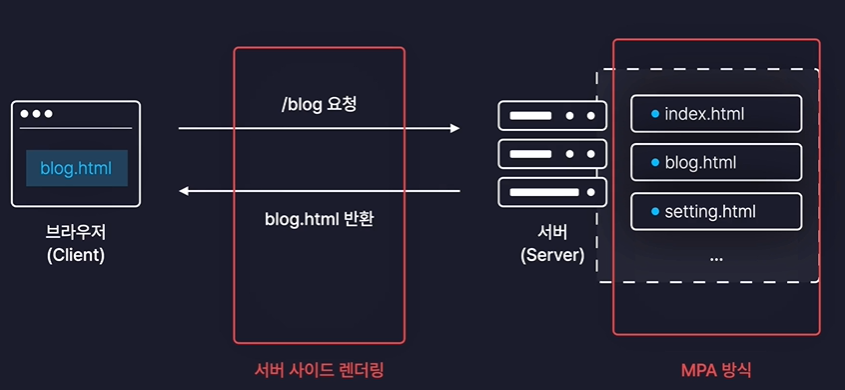 /blog 요청
blog.html
blog.html 반환
브라우저
(Client)
서버
(Server)
index.html
blog.html
setting.html
...
서버 사이드 렌더링
MPA 방식